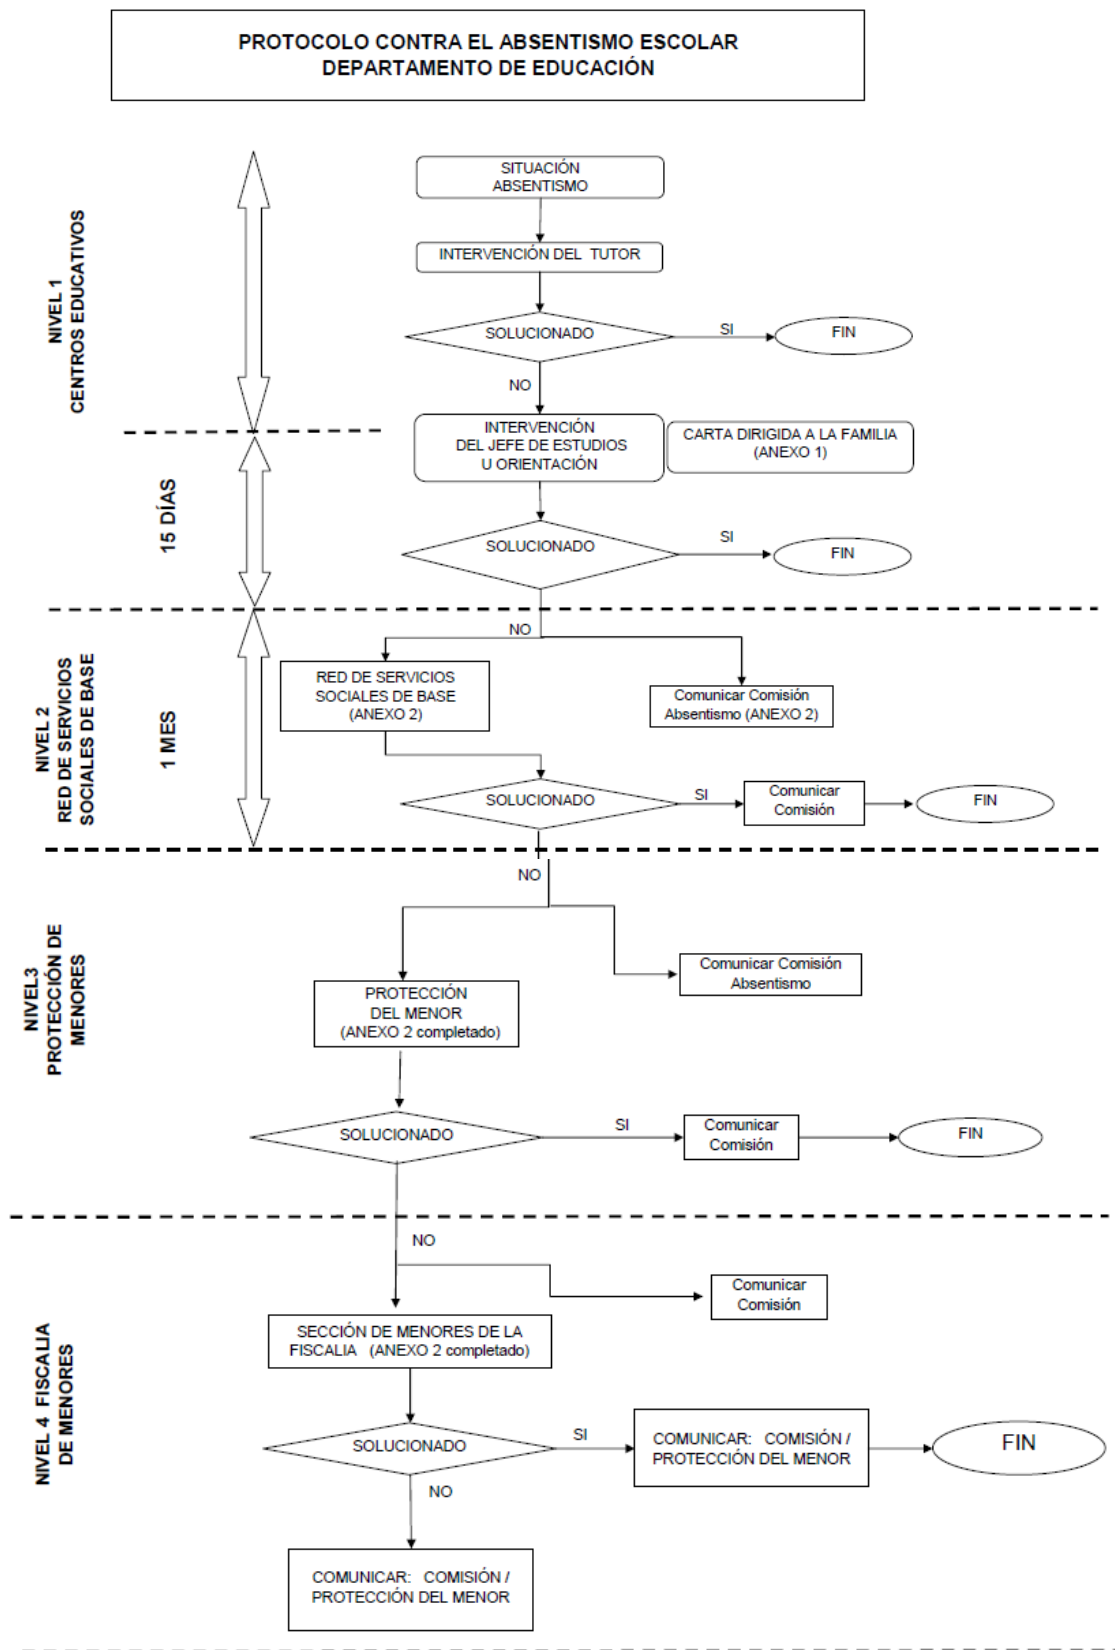 PROTOCOLO CONTRA EL ABSENTISMO ESCOLAR
DEPARTAMENTO DE EDUCACIÓN
NIVEL 1
CENTROS EDUCATIVOS
SITUACIÓN
ABSENTISMO
INTERVENCIÓN DEL TUTOR
SOLUCIONADO
SI
FIN
NO
15 DÍAS
INTERVENCIÓN
DEL JEFE DE ESTUDIOS
U ORIENTACIÓN
CARTA DIRIGIDA A LA FAMILIA
(ANEXO 1)
SOLUCIONADO
SI
FIN
NIVEL 2
RED DE SERVICIOS
SOCIALES DE BASE
1 MES
NO
RED DE SERVICIOS
SOCIALES DE BASE
(ANEXO 2)
Comunicar Comisión
Absentismo (ANEXO 2)
SOLUCIONADO
SI
Comunicar
Comisión
FIN
NIVEL3
PROTECCIÓN DE
MENORES
NO
Comunicar Comisión
Absentismo
PROTECCIÓN
DEL MENOR
(ANEXO 2 completado)
SOLUCIONADO
SI
Comunicar
Comisión
FIN
NIVEL 4 FISCALIA
DE MENORES
NO
Comunicar
Comisión
SECCIÓN DE MENORES DE LA
FISCALIA (ANEXO 2 completado)
SOLUCIONADO
SI
COMUNICAR: COMISIÓN /
PROTECCIÓN DEL MENOR
FIN
NO
COMUNICAR: COMISIÓN /
PROTECCIÓN DEL MENOR